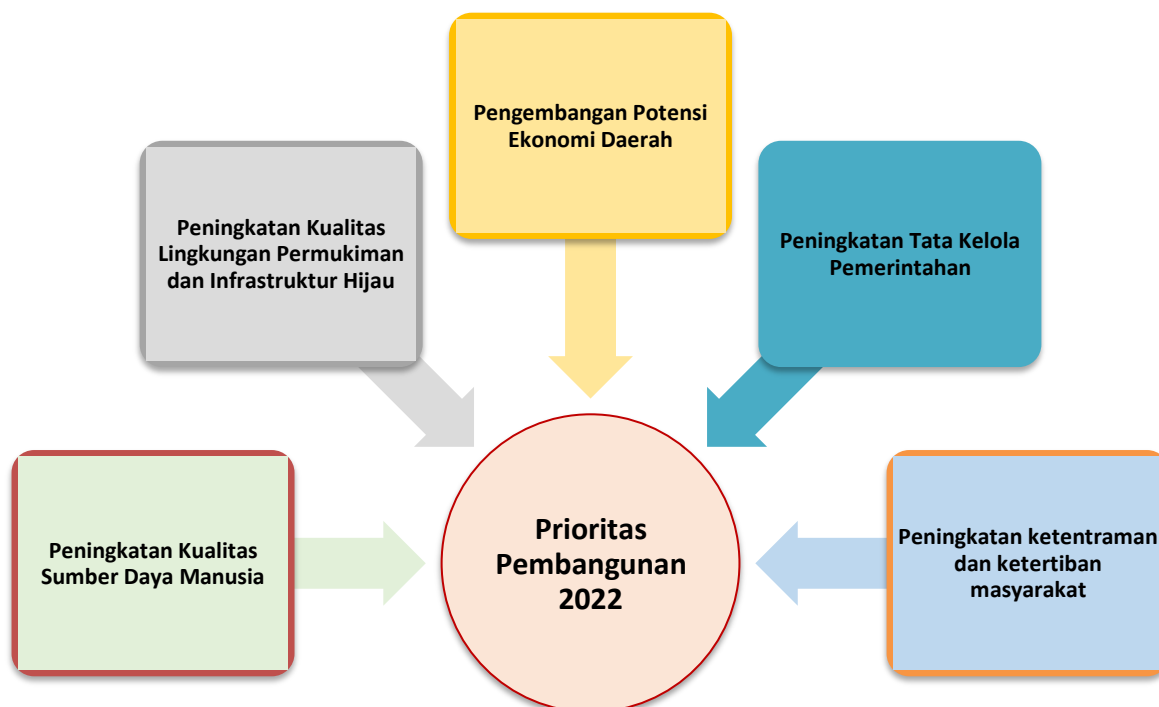 Pengembangan Potensi
Ekonomi Daerah
Peningkatan Kualitas
Lingkungan Permukiman
dan Infrastruktur Hijau
Peningkatan Tata Kelola
Pemerintahan
Peningkatan Kualitas
Sumber Daya Manusia
Prioritas
Pembangunan
2022
Peningkatan ketentraman
dan ketertiban
masyarakat